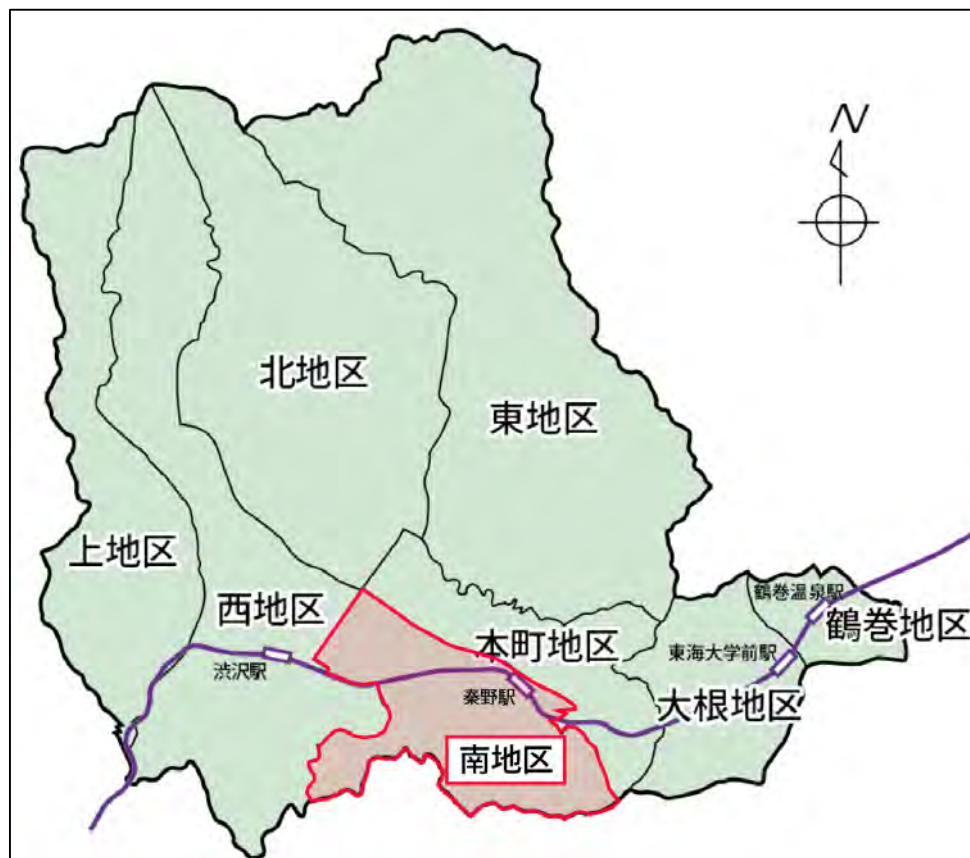 N
北地区
東地区
上地区
西地区
鶴巻温泉駅
鶴巻地区
本町地区
東海大学前駅
渋沢駅
秦野駅
大根地区
南地区